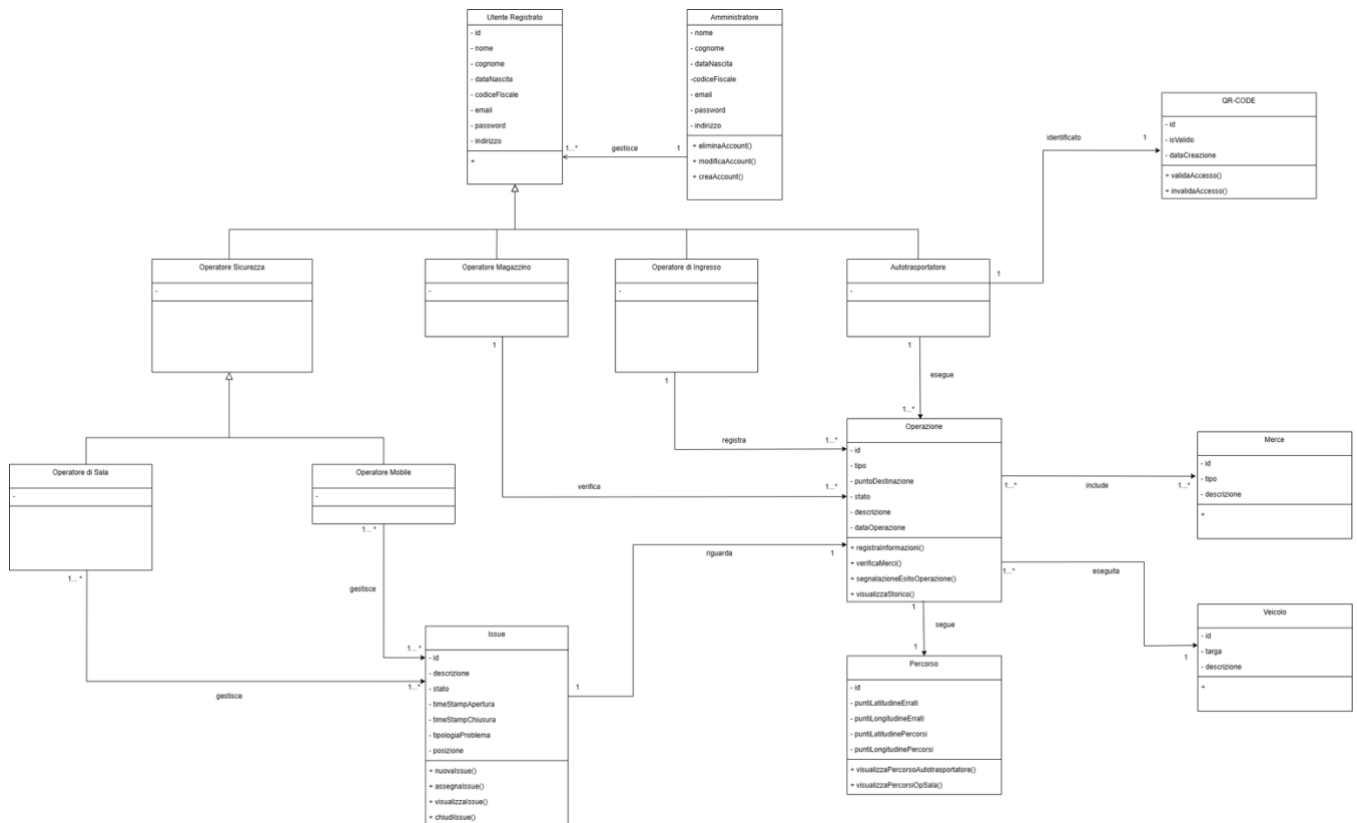 Utente Registrato
- id
- nome
- cognome
- dataNascita
- codiceFiscale
- email
- password
- indirizzo
+
Amministratore
- nome
- cognome
- dataNascita
-codiceFiscale
- email
- password
- indirizzo
+ eliminaAccount()
+ modificaAccount()
+ creaAccount()
1...*
gestisce
1
QR-CODE
- id
- isValido
- dataCreazione
+ validaAccesso()
+ invalidaAccesso()
identificato
1
1
Operatore Sicurezza
-
Operatore Magazzino
-
Operatore di Ingresso
-
Autotrasportatore
-
1
1
1
esegue
1...*
Operatore di Sala
-
Operatore Mobile
-
1... *
1... *
registra
1...*
verifica
1...*
Operazione
- id
- tipo
- puntoDestinazione
- stato
- descrizione
- dataOperazione
+ registraInformazioni()
+ verificaMerci()
+ segnalazioneEsitoOperazione()
+ visualizzaStorico()
1...*
include
1...*
Merce
- id
- tipo
- descrizione
+
riguarda
1
1
1...*
eseguita
1
Veicolo
- id
- targa
- descrizione
+
gestisce
1... *
gestisce
1...*
Issue
- id
- descrizione
- stato
- timeStampApertura
- timeStampChiusura
- tipologiaProblema
- posizione
+ nuovaIssue()
+ assegnaIssue()
+ visualizzaIssue()
+ chiudiIssue()
1
segue
1
Percorso
- id
- puntiLatitudineErrati
- puntiLongitudineErrati
- puntiLatitudinePercorsi
- puntiLongitudinePercorsi
+ visualizzaPercorsoAutotrasportatore()
+ visualizzaPercorsiOpSala()